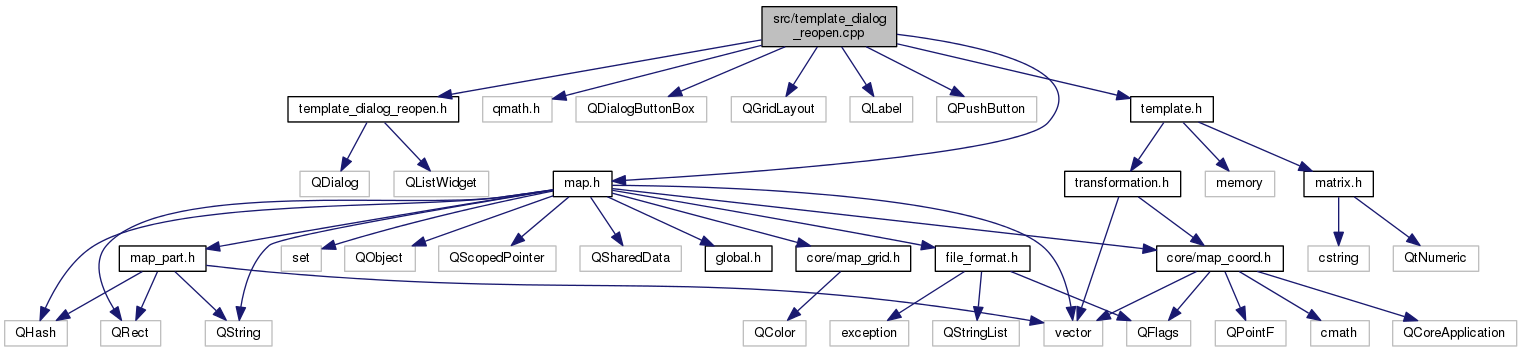 src/template_dialog
_reopen.cpp
template_dialog_reopen.h
qmath.h
QDialogButtonBox
QGridLayout
QLabel
QPushButton
template.h
QDialog
QListWidget
map.h
transformation.h
memory
matrix.h
map_part.h
set
QObject
QScopedPointer
QSharedData
global.h
core/map_grid.h
file_format.h
core/map_coord.h
cstring
QtNumeric
QHash
QRect
QString
QColor
exception
QStringList
vector
QFlags
QPointF
cmath
QCoreApplication